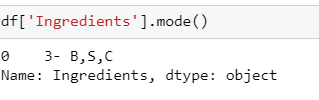 df['Ingredients'].mode()
0    3- B,S,C
Name: Ingredients, dtype: object